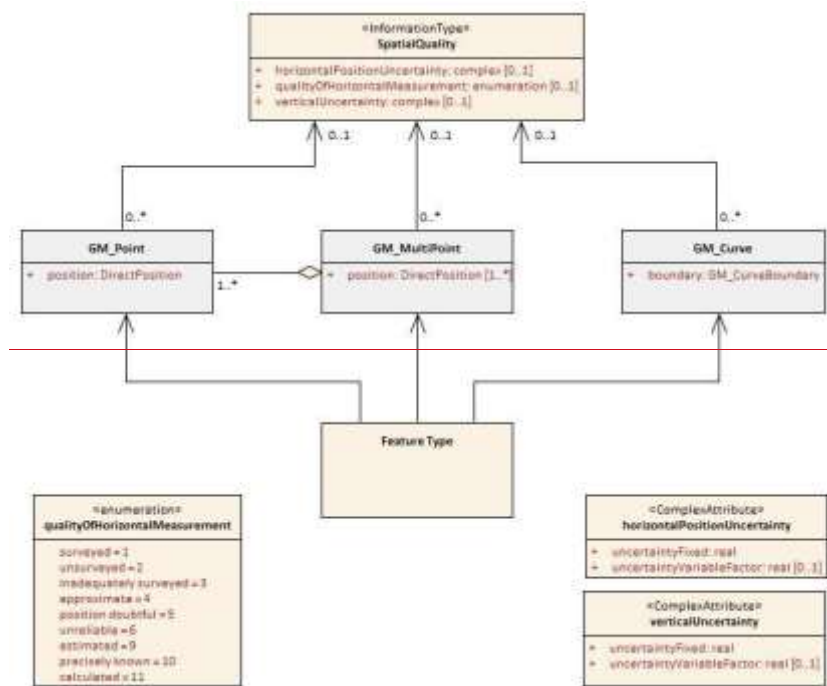 «InformationType»
SpatialQuality
+ horizontalPositionUncertainty: complex [0..1]
+ qualityOfHorizontalMeasurement: enumeration [0..1]
+ verticalUncertainty: complex [0..1]
0..1
0..1
0..1
0..*
0..*
0..*
GM_Point
+ position: DirectPosition
1..*
GM_MultiPoint
+ position: DirectPosition [1..*]
GM_Curve
+ boundary: GM_CurveBoundary
Feature Type
«enumeration»
qualityOfHorizontalMeasurement
surveyed = 1
unsurveyed = 2
inadequately surveyed = 3
approximate = 4
position doubtful = 5
unreliable = 6
estimated = 9
precisely known = 10
calculated = 11
«ComplexAttribute»
horizontalPositionUncertainty
+ uncertaintyFixed: real
+ uncertaintyVariableFactor: real [0..1]
«ComplexAttribute»
verticalUncertainty
+ uncertaintyFixed: real
+ uncertaintyVariableFactor: real [0..1]